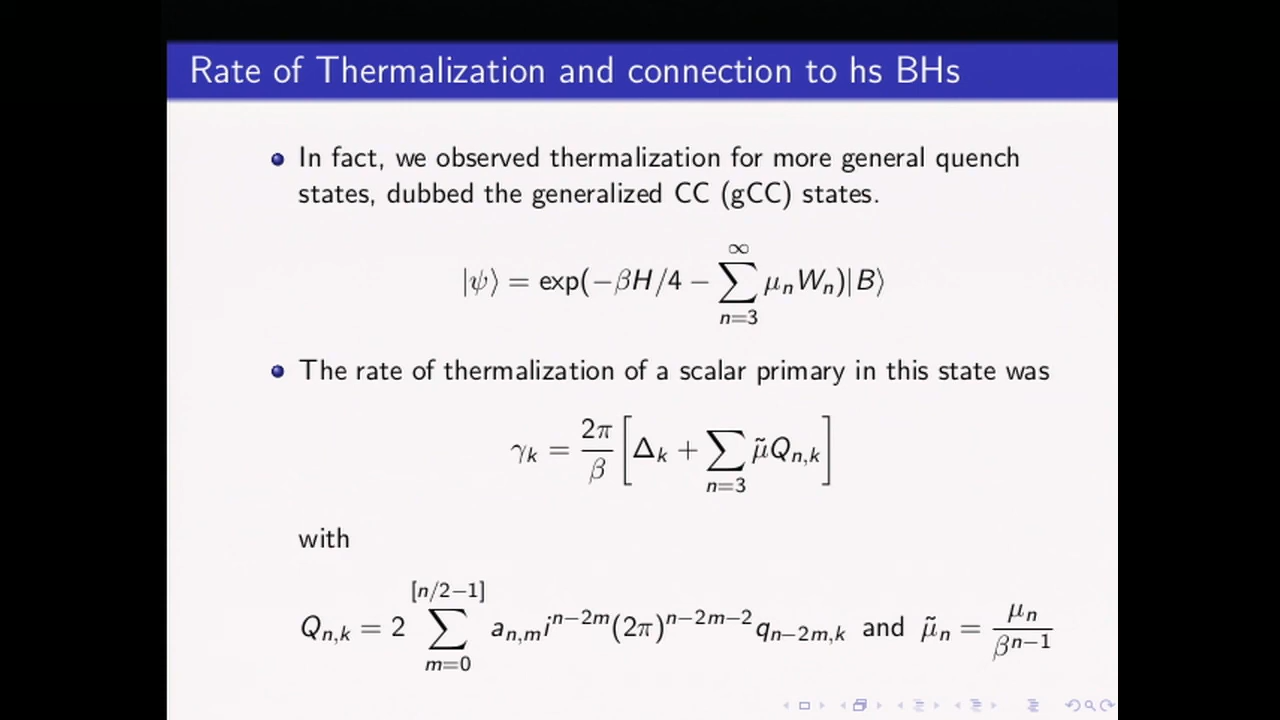 Rate of Thermalization and connection to hs BHs
In fact, we observed thermalization for more general quench
states, dubbed the generalized CC (gCC) states.
|ψ⟩ = exp(−βH/4 − ∑_{n=3}^{∞} μ_n W_n)|B⟩
The rate of thermalization of a scalar primary in this state was
γ_k = 2π/β [Δ_k + ∑_{n=3} μ̃Q_{n,k}]
with
Q_{n,k} = 2 ∑_{m=0}^{[n/2−1]} a_{n,m} i^{n−2m} (2π)^{n−2m−2} q_{n−2m,k} and μ̃_n = μ_n/β^{n−1}